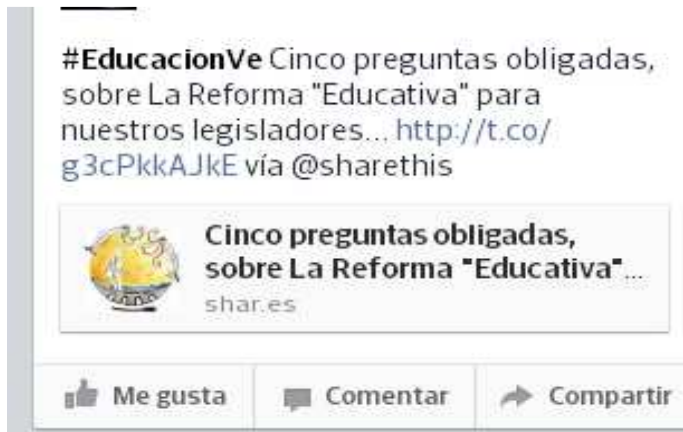 #EducacionVe Cinco preguntas obligadas,
sobre La Reforma "Educativa" para
nuestros legisladores... http://t.co/
g3cPkkAJkE vía @sharethis
Cinco preguntas obligadas,
sobre La Reforma "Educativa"...
shar.es
Me gusta Comentar Compartir